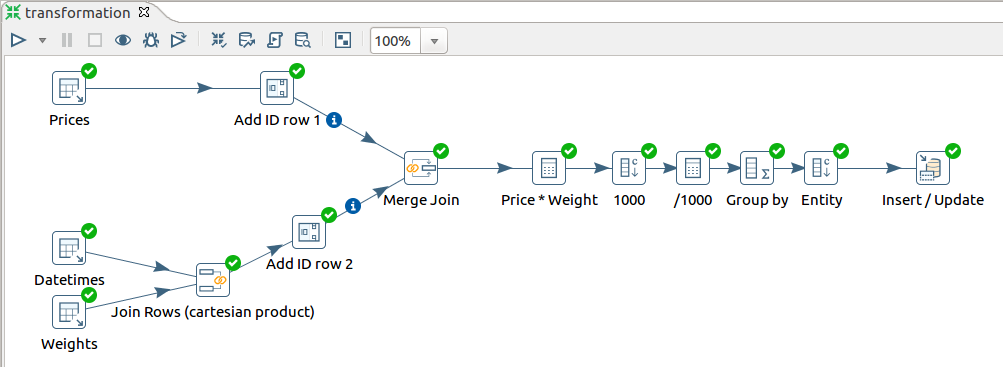 transformation
100%
Prices
Add ID row 1
Merge Join
Price * Weight
1000
/1000
Group by
Entity
Insert / Update
Add ID row 2
Datetimes
Join Rows (cartesian product)
Weights